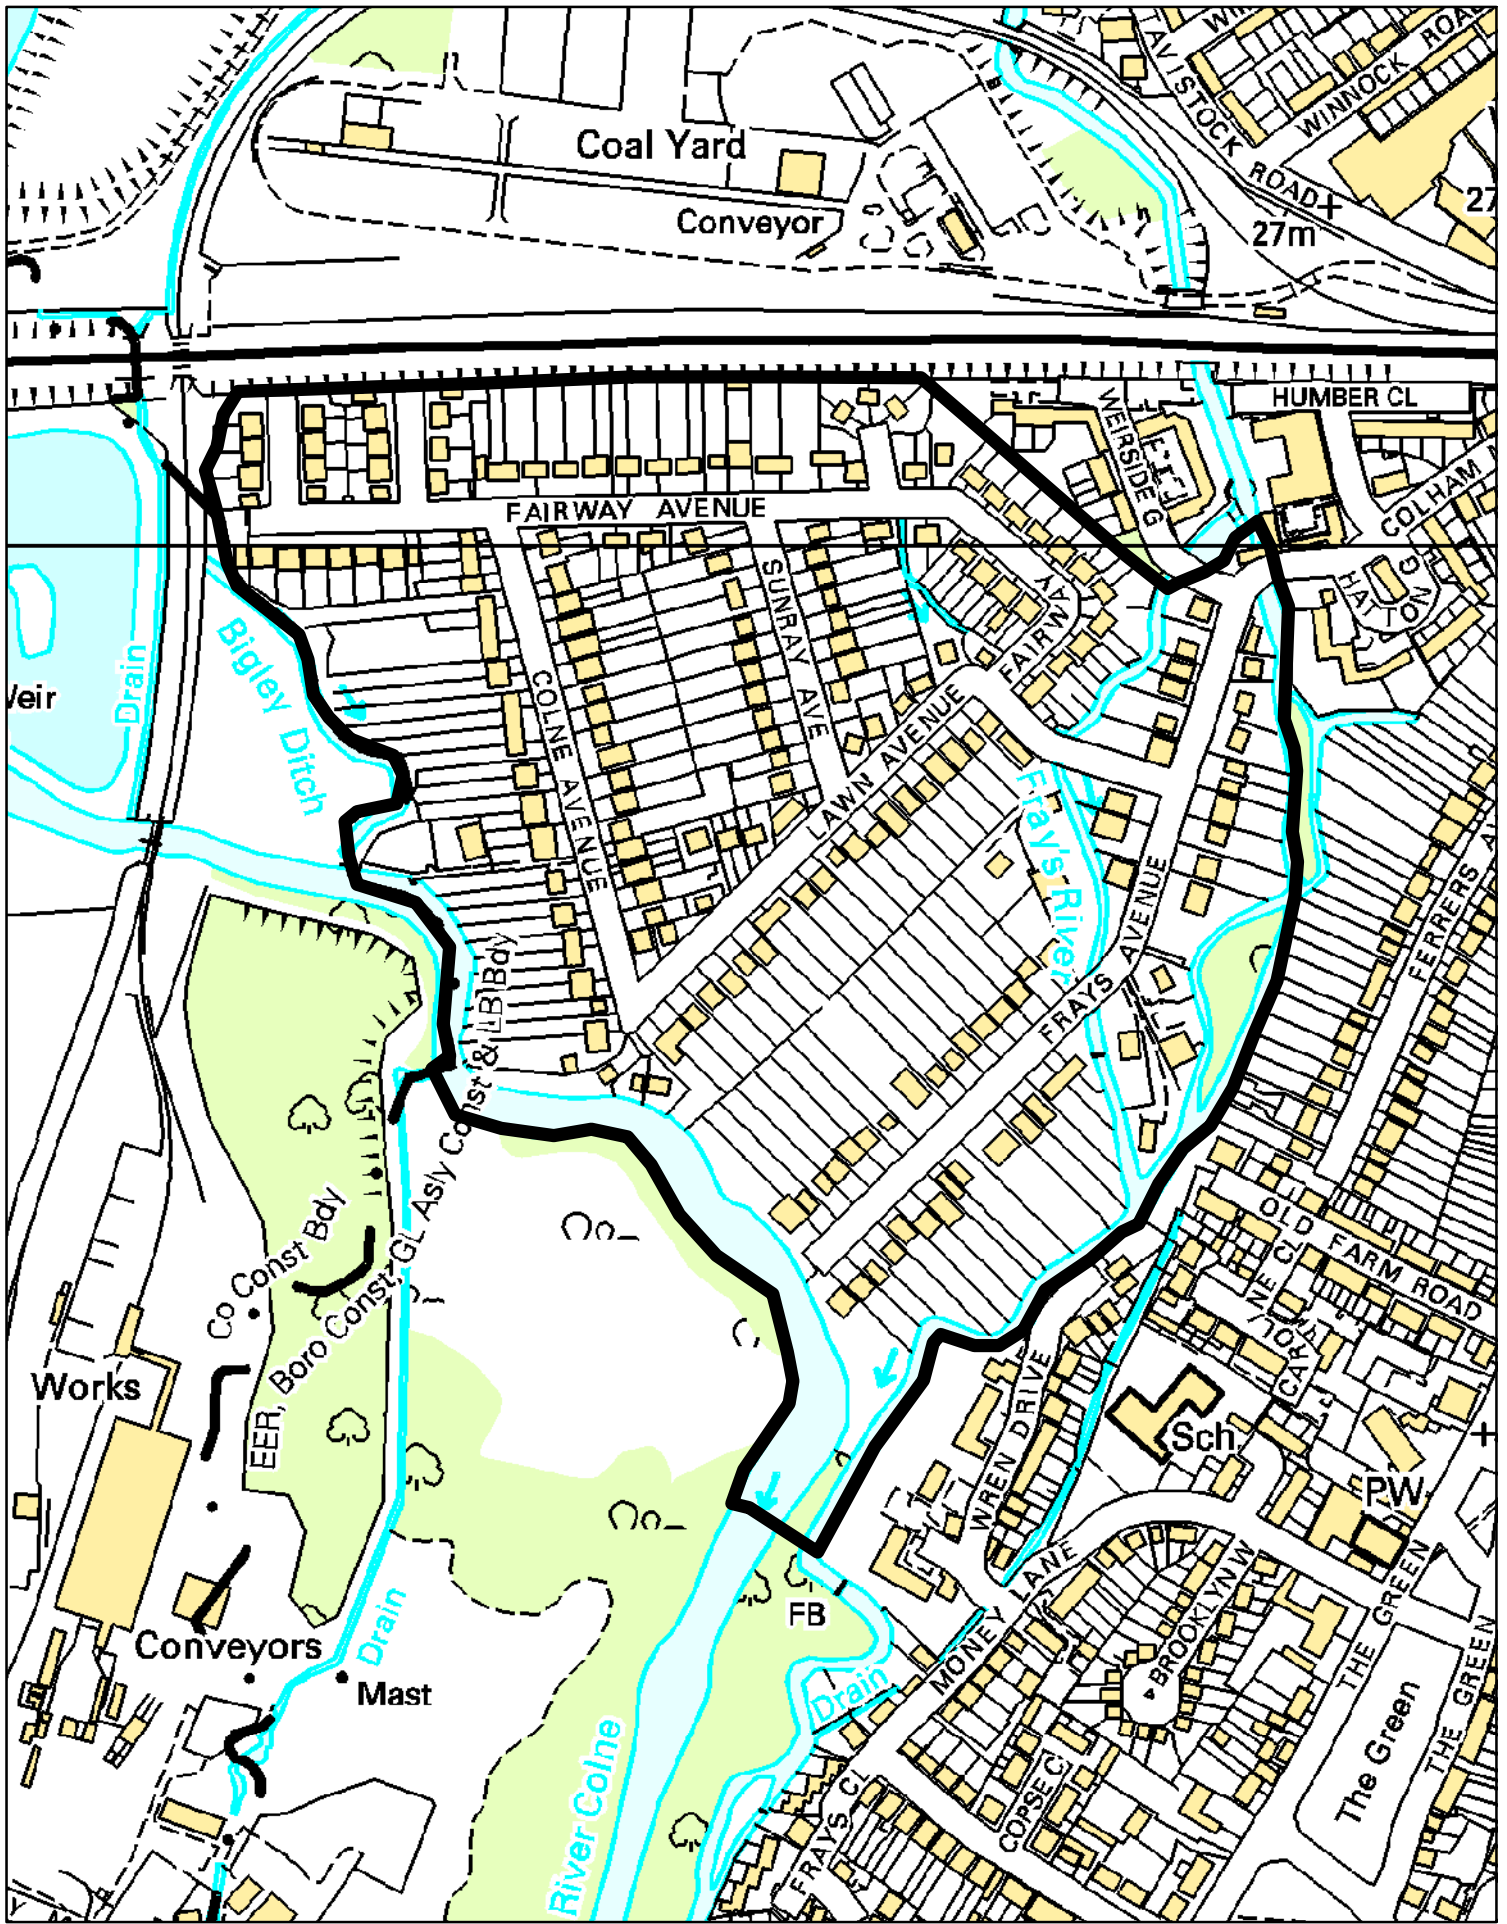 WINNOCK ROAD
TAVISTOCK ROAD
Coal Yard
Conveyor
27m
27
HUMBER CL
WEIRSIDE G
COLHAM
FAIRWAY AVENUE
HATTON G
SUNRAY AVE
FAIRWAY
Bigley Ditch
Drain
Weir
COLNE AVENUE
LAWN AVENUE
Fray's River
FRAYS AVENUE
FERRERS A
Co Const Bdy
EER, Boro Const, GL Asly Const & LB Bdy
OLD FARM ROAD
CAROLINE CL
Works
WREN DRIVE
Sch
PW
MONEY LANE
FB
BROOKLYN W
THE GREEN
THE GREEN
The Green
Conveyors
Drain
Mast
Drain
River Colne
COPSE CL
FRAYS CL